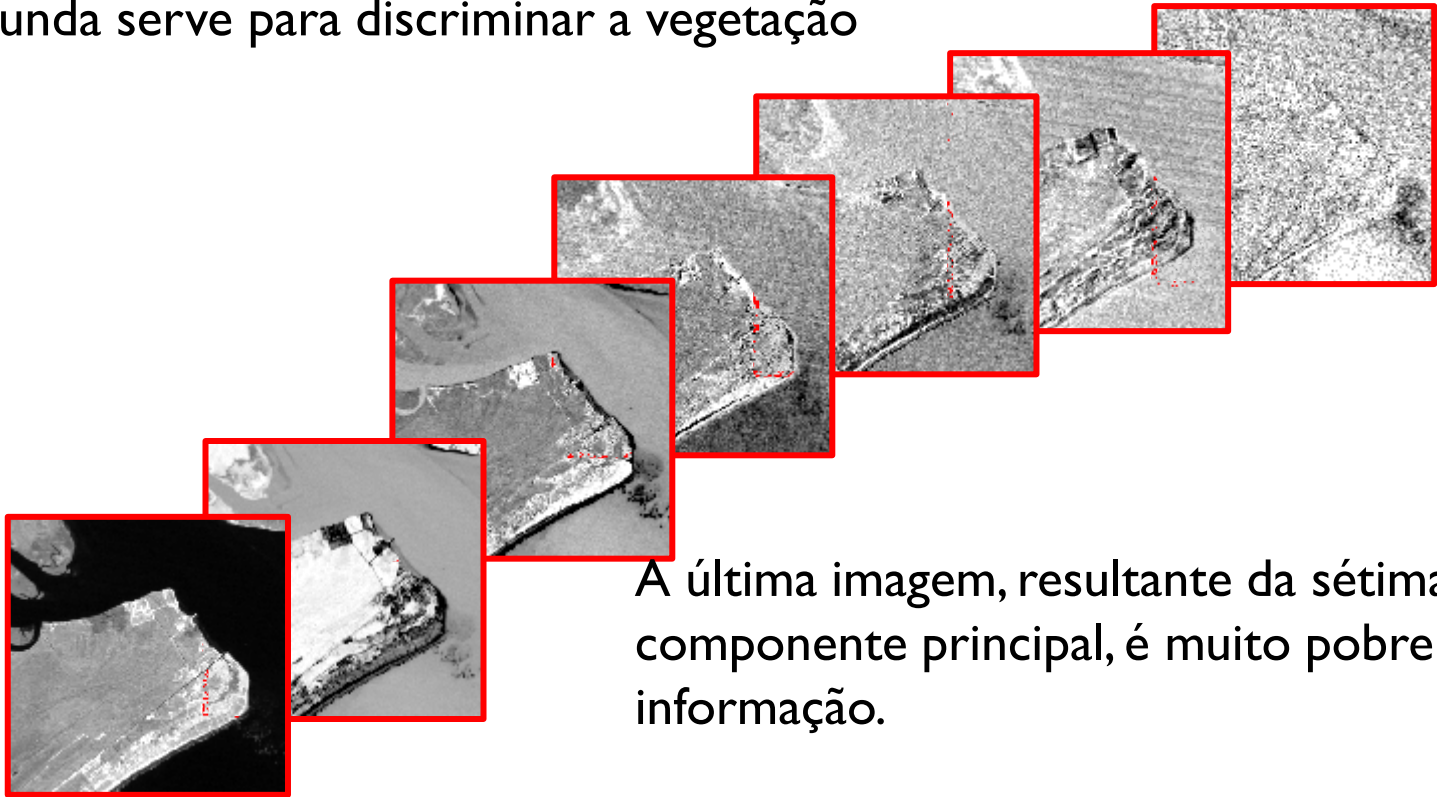 unda serve para discriminar a vegetação
A última imagem, resultante da sétima
componente principal, é muito pobre
informação.